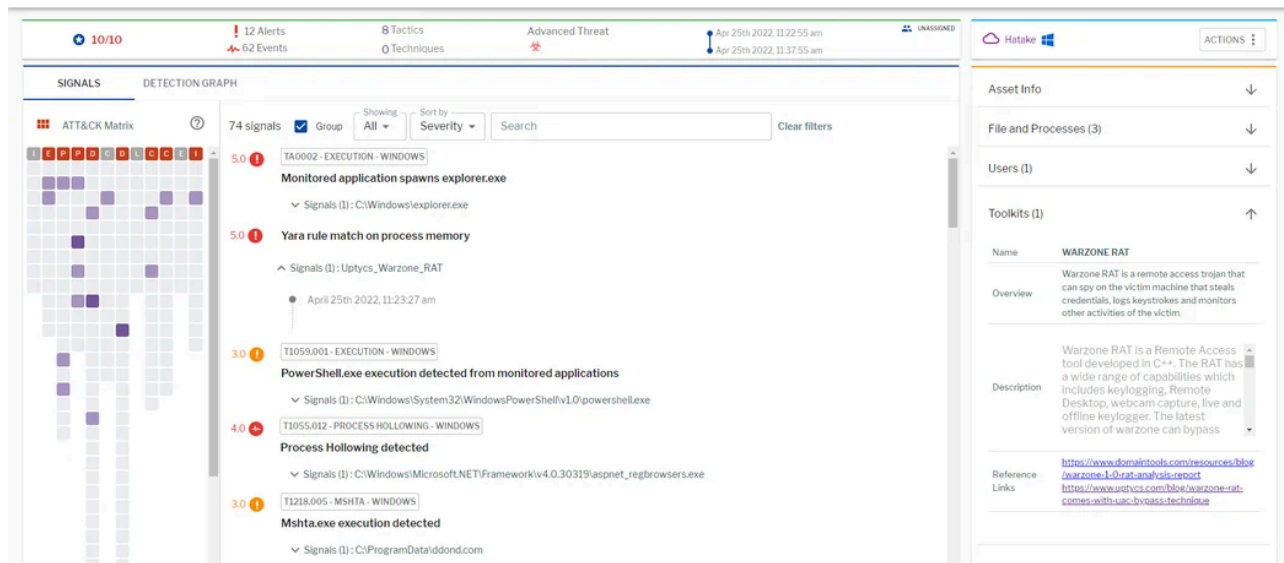 10/10
12 Alerts
62 Events
8 Tactics
0 Techniques
Advanced Threat
Apr 25th 2022, 11:22:55 am
Apr 25th 2022, 11:37:55 am
UNASSIGNED
Hatake
ACTIONS
SIGNALS
DETECTION GRAPH
ATT&CK Matrix
I E P P D C D L C C E I
74 signals
Group
Showing
All
Sort by
Severity
Search
Clear filters
5.0
TA0002 - EXECUTION - WINDOWS
Monitored application spawns explorer.exe
Signals (1) : C:\Windows\explorer.exe
5.0
Yara rule match on process memory
Signals (1) : Uptycs_Warzone_RAT
April 25th 2022, 11:23:27 am
3.0
T1059.001 - EXECUTION - WINDOWS
PowerShell.exe execution detected from monitored applications
Signals (1) : C:\Windows\System32\WindowsPowerShell\v1.0\powershell.exe
4.0
T1055.012 - PROCESS HOLLOWING - WINDOWS
Process Hollowing detected
Signals (1) : C:\Windows\Microsoft.NET\Framework\v4.0.30319\aspnet_regbrowsers.exe
3.0
T1218.005 - MSHTA - WINDOWS
Mshta.exe execution detected
Signals (1) : C:\ProgramData\ddond.com
Asset Info
File and Processes (3)
Users (1)
Toolkits (1)
Name
WARZONE RAT
Overview
Warzone RAT is a remote access trojan that
can spy on the victim machine that steals
credentials, logs keystrokes and monitors
other activities of the victim.
Description
Warzone RAT is a Remote Access
tool developed in C++. The RAT has
a wide range of capabilities which
includes keylogging, Remote
Desktop, webcam capture, live and
offline keylogger. The latest
version of warzone can bypass
Reference
Links
https://www.domaintools.com/resources/blog
/warzone-1-0-rat-analysis-report
https://www.uptycs.com/blog/warzone-rat-
comes-with-uac-bypass-technique